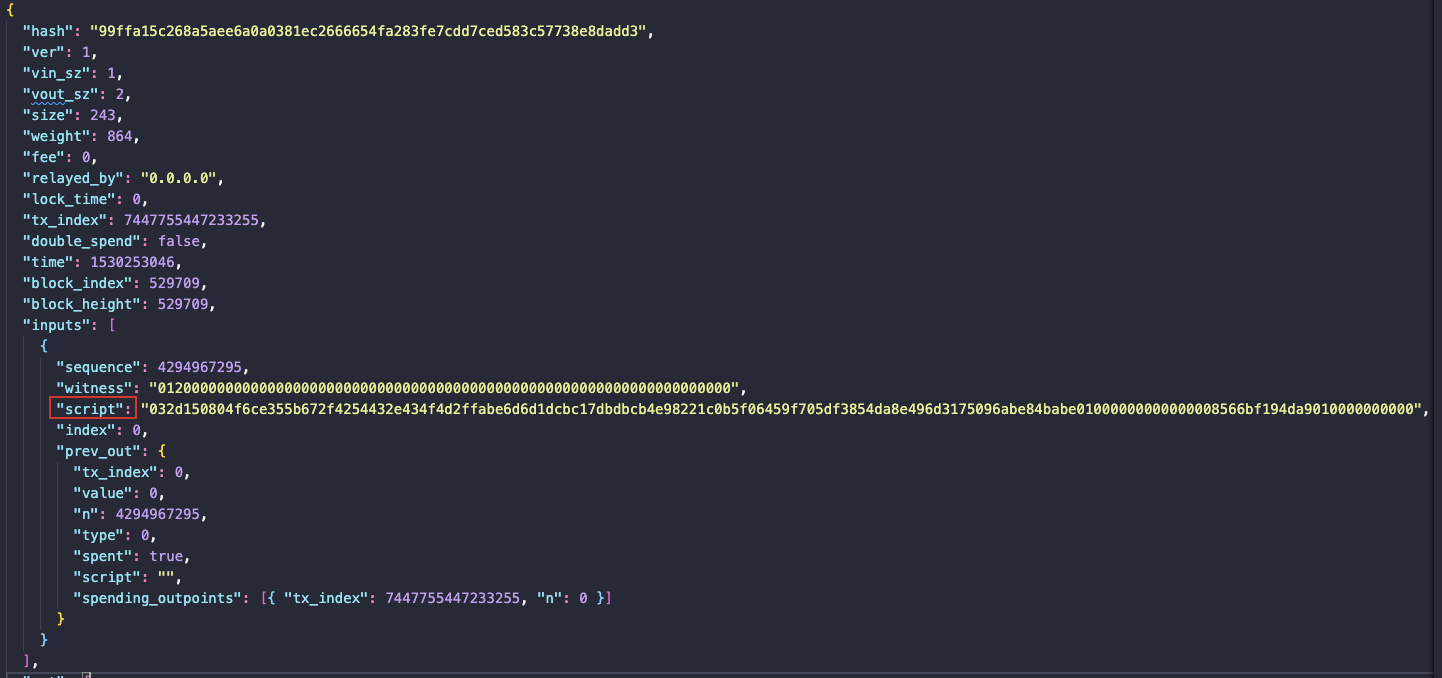 {
"hash": "99ffa15c268a5aee6a0a0381ec2666654fa283fe7cdd7ced583c57738e8dadd3",
"ver": 1,
"vin_sz": 1,
"vout_sz": 2,
"size": 243,
"weight": 864,
"fee": 0,
"relayed_by": "0.0.0.0",
"lock_time": 0,
"tx_index": 7447755447233255,
"double_spend": false,
"time": 1530253046,
"block_index": 529709,
"block_height": 529709,
"inputs": [
{
"sequence": 4294967295,
"witness": "01200000000000000000000000000000000000000000000000000000000000000000",
"script": "032d150804f6ce355b672f4254432e434f4d2ffabe6d6d1dcbc17dbdbcb4e98221c0b5f06459f705df3854da8e496d3175096abe84babe01000000000000008566bf194da9010000000000",
"index": 0,
"prev_out": {
"tx_index": 0,
"value": 0,
"n": 4294967295,
"type": 0,
"spent": true,
"script": "",
"spending_outpoints": [{ "tx_index": 7447755447233255, "n": 0 }]
}
}
],